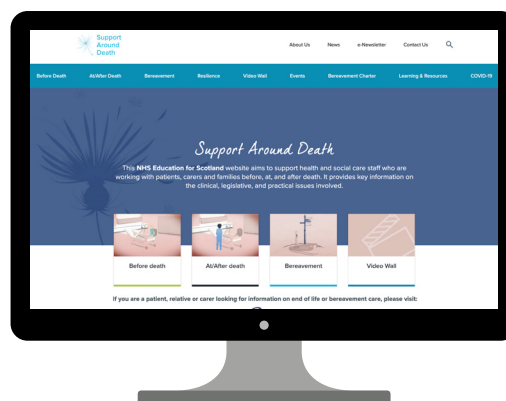 Support
Around
Death
About Us News e-Newsletter Contact Us
Before Death At/After Death Bereavement Resilience Video Wall Events Bereavement Charter Learning & Resources COVID-19
Support Around Death
This NHS Education for Scotland website aims to support health and social care staff who are
working with patients, carers and families before, at, and after death. It provides key information on
the clinical, legislative, and practical issues involved.
Before death At/After death Bereavement Video Wall
If you are a patient, relative or carer looking for information on end of life or bereavement care, please visit: